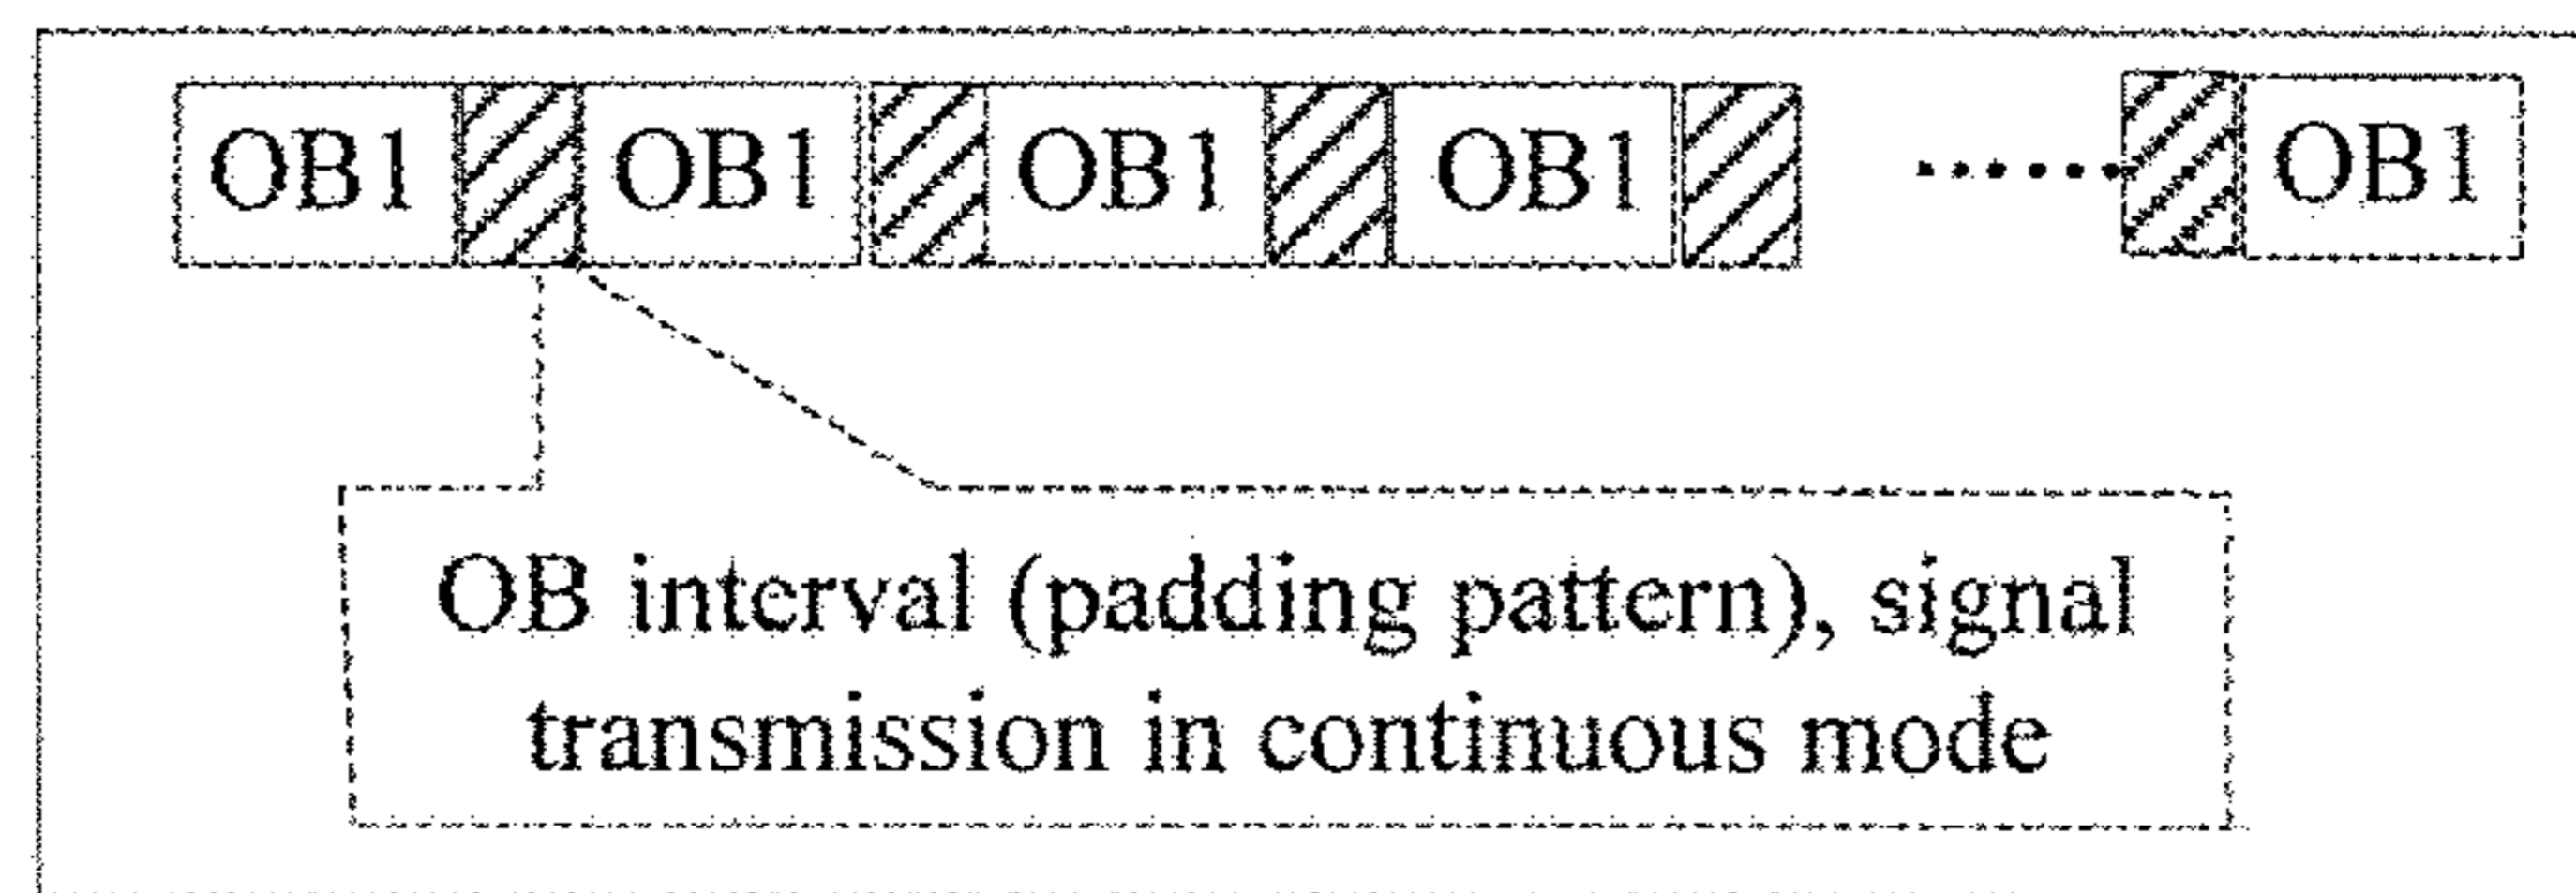 OB1 OB1 OB1 OB1 ...... OB1
OB interval (padding pattern), signal
transmission in continuous mode